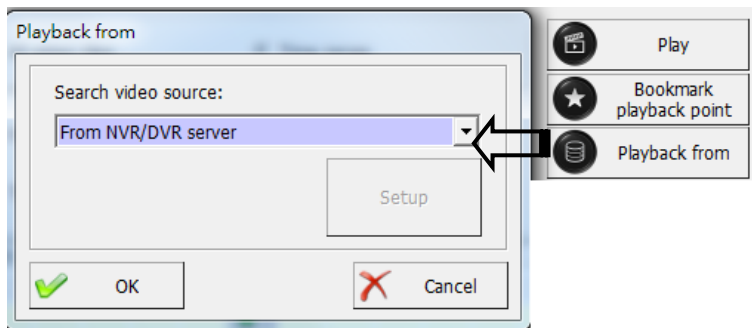 Playback from
Search video source:
From NVR/DVR server
Setup
OK
Cancel
Play
Bookmark
playback point
Playback from